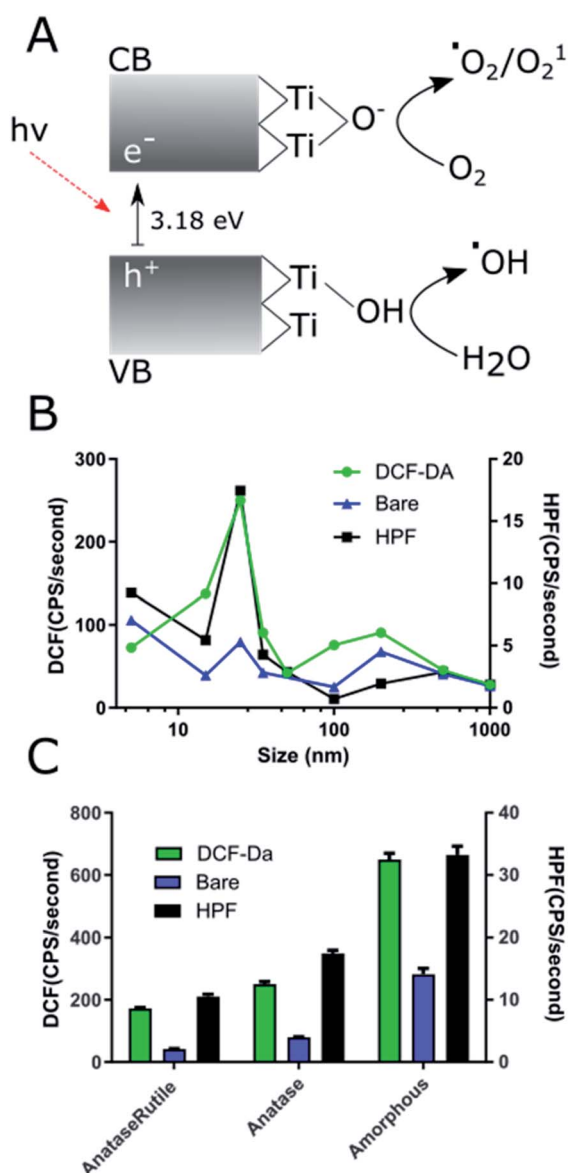 A
CB
hv
e⁻
Ti
Ti
O⁻
˙O₂/O₂¹
O₂
3.18 eV
h⁺
Ti
Ti
OH
˙OH
H2O
VB
B
DCF(CPS/second)
300
200
100
0
DCF-DA
Bare
HPF
20
15
10
5
0
HPF(CPS/second)
10
100
1000
Size (nm)
C
DCF(CPS/second)
800
600
400
200
0
DCF-Da
Bare
HPF
40
30
20
10
0
HPF(CPS/second)
AnataseRutile
Anatase
Amorphous